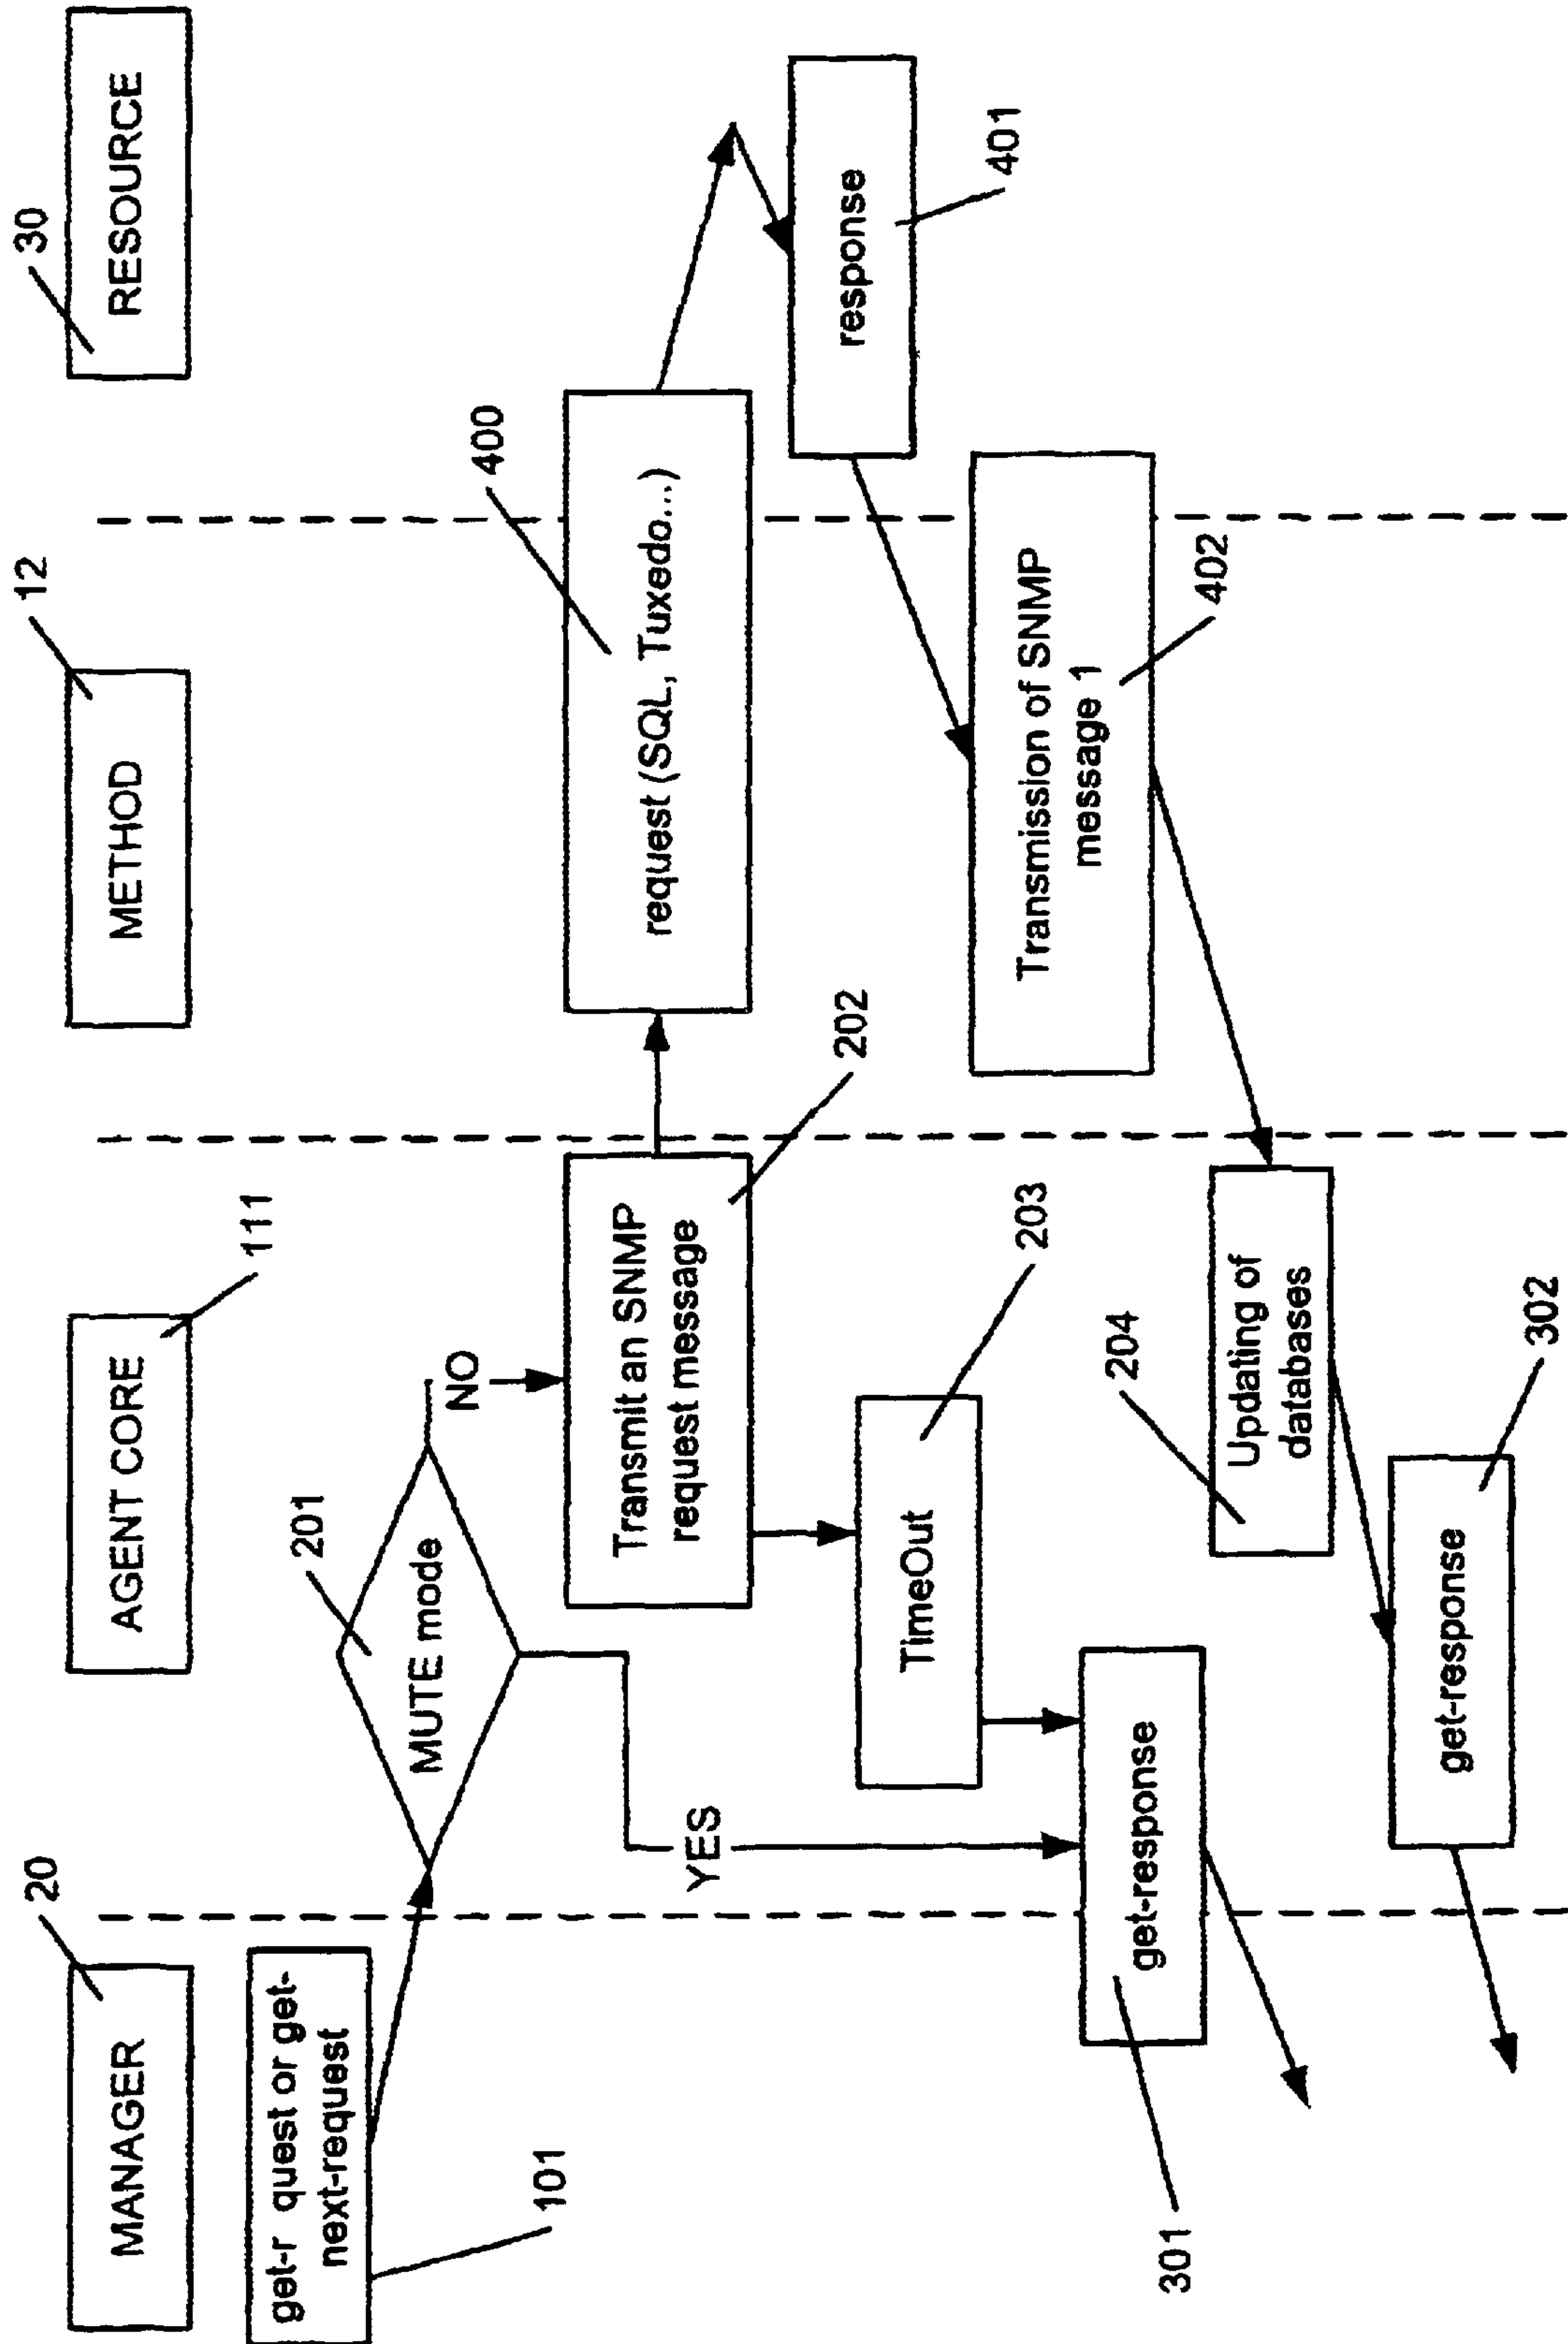 20
MANAGER
111
AGENT CORE
12
METHOD
30
RESOURCE
get-r quest or get-
next-request
101
201
MUTE mode
NO
YES
Transmit an SNMP
request message
202
400
request (SQL, Tuxedo...)
TimeOut
203
response
401
Transmission of SNMP
message 1
402
get-response
301
204
Updating of
databases
get-response
302